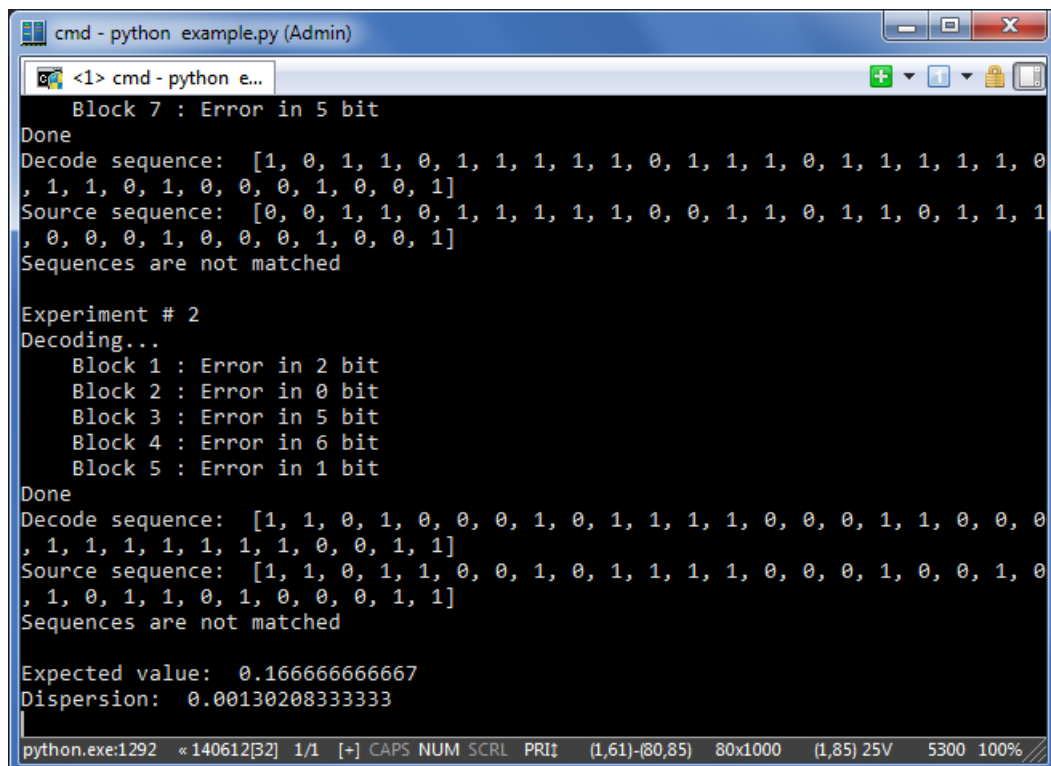 cmd - python  example.py (Admin)
<1> cmd - python  e...
    Block 7 : Error in 5 bit
Done
Decode sequence:  [1, 0, 1, 1, 0, 1, 1, 1, 1, 1, 0, 1, 1, 1, 0, 1, 1, 1, 1, 1, 0
, 1, 1, 0, 1, 0, 0, 0, 1, 0, 0, 1]
Source sequence:  [0, 0, 1, 1, 0, 1, 1, 1, 1, 1, 0, 0, 1, 1, 0, 1, 1, 0, 1, 1, 1
, 0, 0, 0, 1, 0, 0, 0, 1, 0, 0, 1]
Sequences are not matched
Experiment # 2
Decoding...
    Block 1 : Error in 2 bit
    Block 2 : Error in 0 bit
    Block 3 : Error in 5 bit
    Block 4 : Error in 6 bit
    Block 5 : Error in 1 bit
Done
Decode sequence:  [1, 1, 0, 1, 0, 0, 0, 1, 0, 1, 1, 1, 1, 0, 0, 0, 1, 1, 0, 0, 0
, 1, 1, 1, 1, 1, 1, 1, 0, 0, 1, 1]
Source sequence:  [1, 1, 0, 1, 1, 0, 0, 1, 0, 1, 1, 1, 1, 0, 0, 0, 1, 0, 0, 1, 0
, 1, 0, 1, 1, 0, 1, 0, 0, 0, 1, 1]
Sequences are not matched
Expected value:  0.166666666667
Dispersion:  0.00130208333333
python.exe:1292 « 140612[32] 1/1 [+] CAPS NUM SCRL PRI↕ (1,61)-(80,85) 80x1000 (1,85) 25V 5300 100%